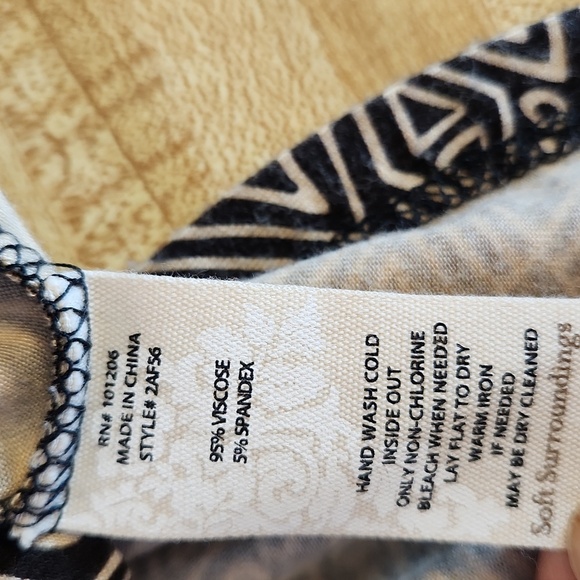 RN# 101206
MADE IN CHINA
STYLE# 2AF56
95% VISCOSE
5% SPANDEX
HAND WASH COLD
INSIDE OUT
ONLY NON-CHLORINE
BLEACH WHEN NEEDED
LAY FLAT TO DRY
WARM IRON
IF NEEDED
MAY BE DRY CLEANED
Soft Surroundings